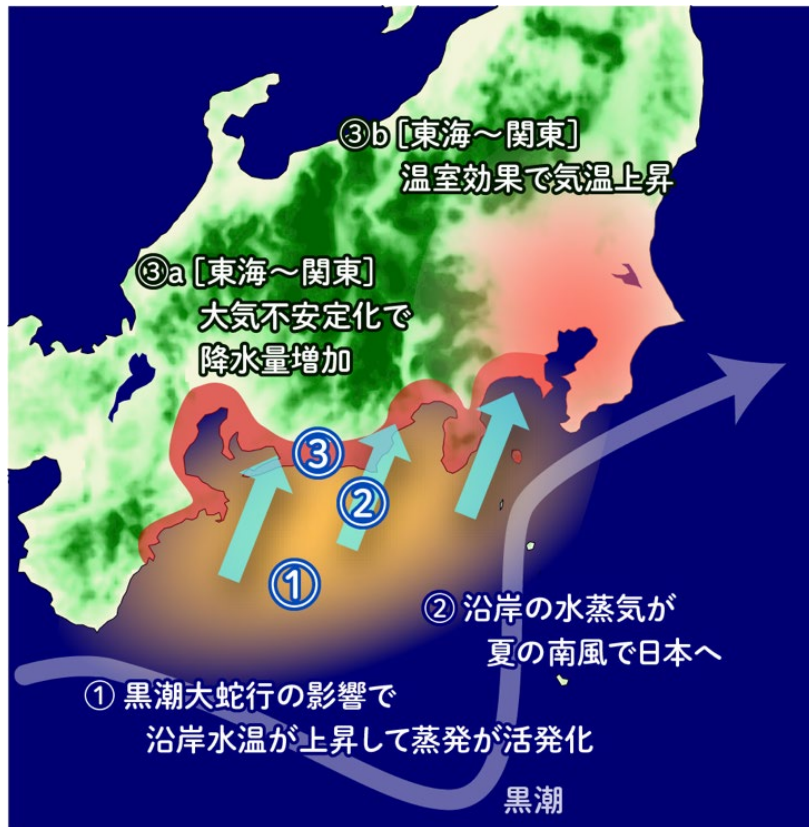 ③b [東海～関東]
温室効果で気温上昇
③a [東海～関東]
大気不安定化で
降水量増加
③
②
①
② 沿岸の水蒸気が
夏の南風で日本へ
① 黒潮大蛇行の影響で
沿岸水温が上昇して蒸発が活発化
黒潮